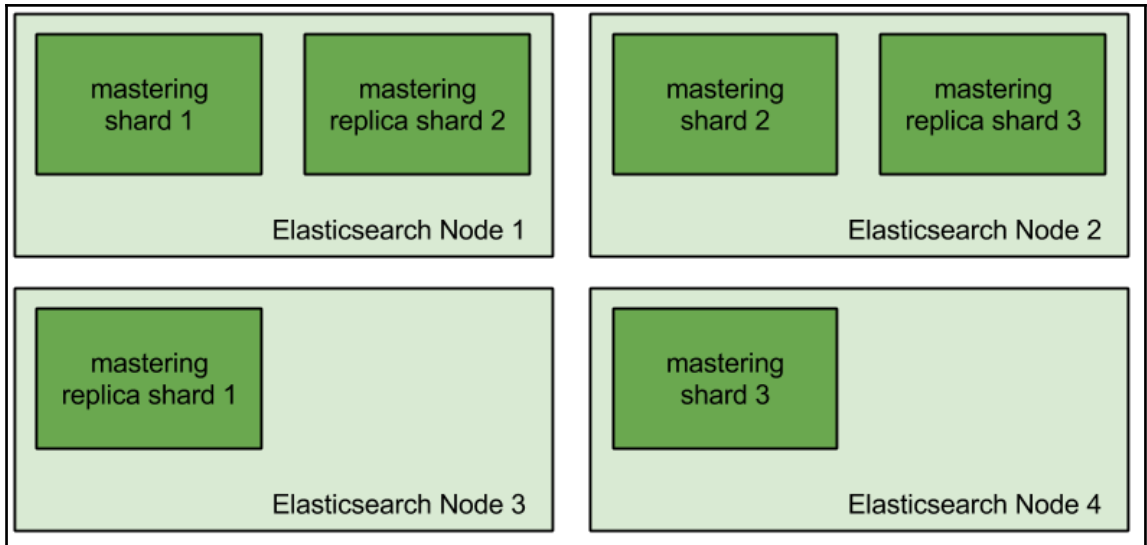 mastering
shard 1
mastering
replica shard 2
Elasticsearch Node 1
mastering
shard 2
mastering
replica shard 3
Elasticsearch Node 2
mastering
replica shard 1
Elasticsearch Node 3
mastering
shard 3
Elasticsearch Node 4